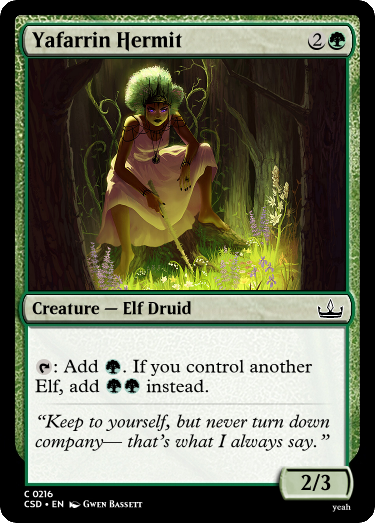 Yafarrin Hermit 2
Creature — Elf Druid
: Add . If you control another
Elf, add instead.
“Keep to yourself, but never turn down
company— that's what I always say.”
2/3
C 0216
CSD • EN Gwen Bassett
yeah